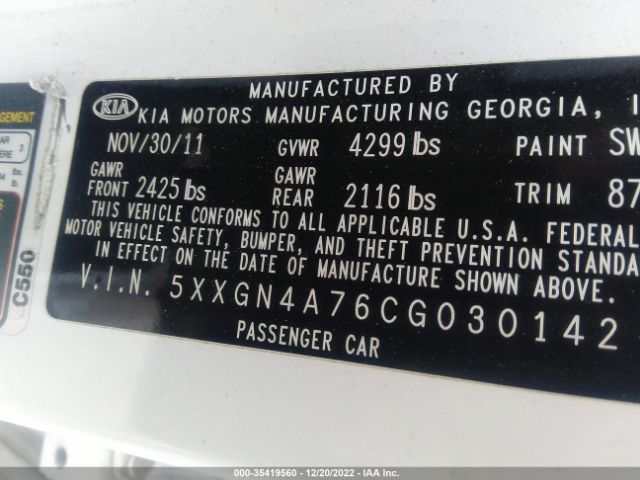 MANUFACTURED BY
KIA KIA MOTORS MANUFACTURING GEORGIA, I
NOV/30/11 GVWR 4299 lbs PAINT SW
GAWR FRONT 2425 lbs GAWR REAR 2116 lbs TRIM 87
THIS VEHICLE CONFORMS TO ALL APPLICABLE U.S.A. FEDERAL
MOTOR VEHICLE SAFETY, BUMPER, AND THEFT PREVENTION STANDA
IN EFFECT ON THE DATE OF MANUFACTURE SHOWN ABOVE.
V.I.N. 5XXGN4A76CG030142
PASSENGER CAR
C550
000-35419560 - 12/20/2022 - IAA Inc.